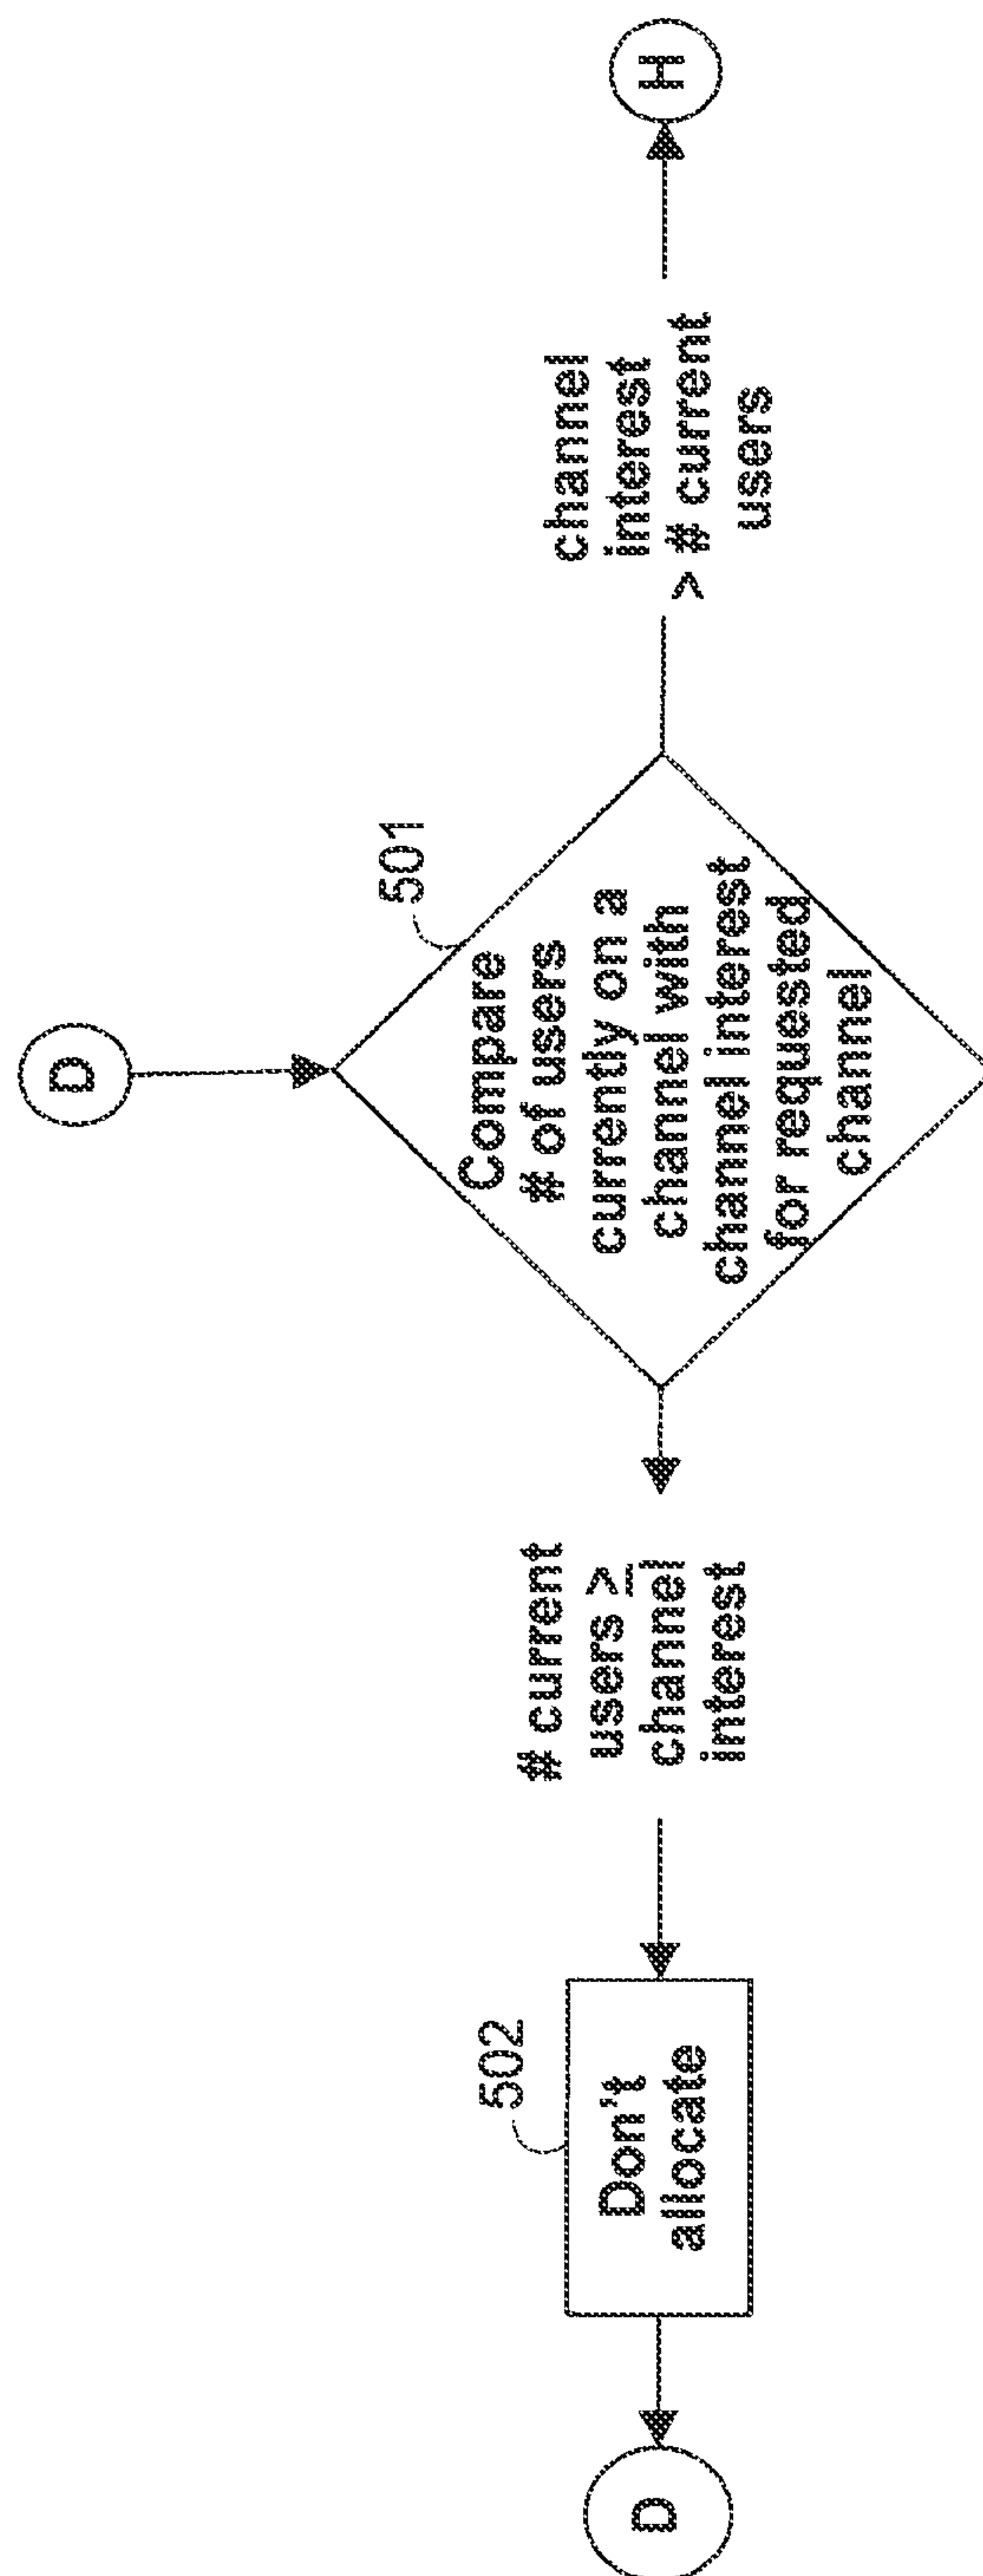 D
501
Compare
# of users
currently on a
channel with
channel interest
for requested
channel
# current
users ≥
channel
interest
502
Don't
allocate
D
channel
interest
> # current
users
H